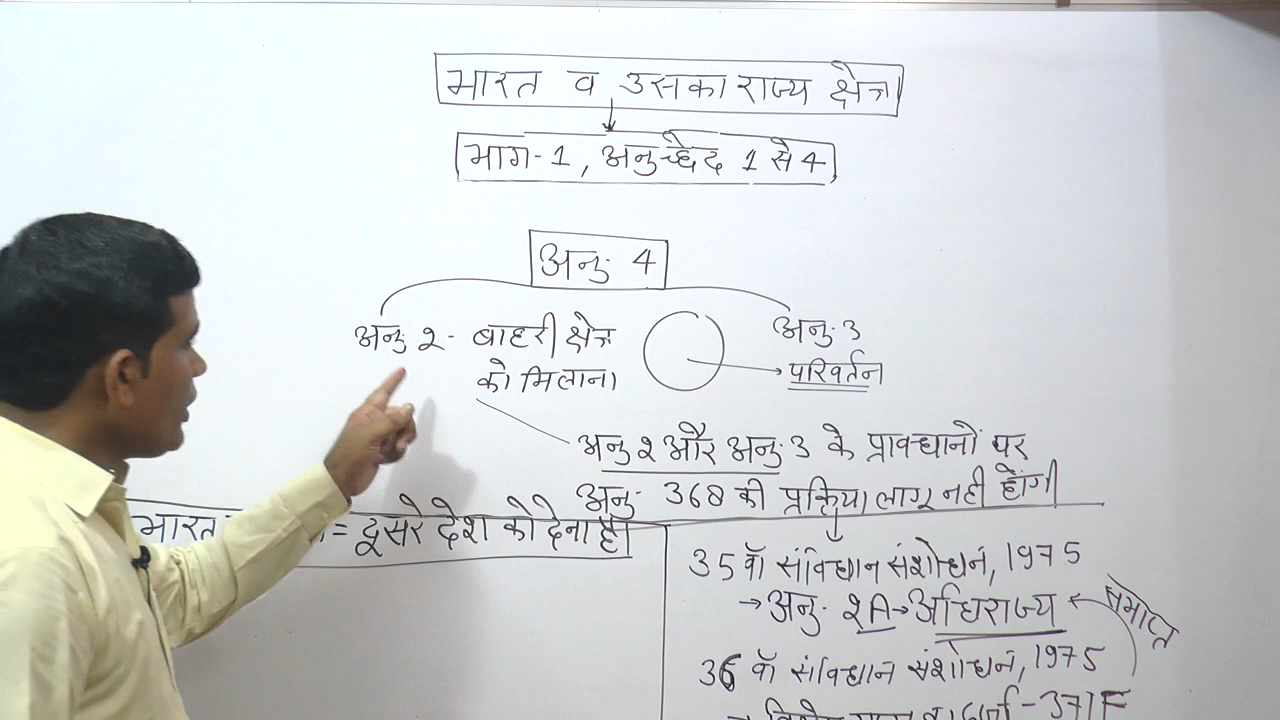 भारत व उसका राज्य क्षेत्र
भाग-1, अनुच्छेद 1 से 4
अनु. 4
अनु. 2 - बाहरी क्षेत्र
को मिलाना
अनु. 3
परिवर्तन
अनु 2 और अनु. 3 के प्रावधानों पर
अनु. 368 की प्रक्रिया लागू नहीं होंगी
भारत = दूसरे देश को देना है
35 वॉ संविधान संशोधन, 1975
→ अनु. 2A → अधिराज्य
समाप्त
36 वॉ संविधान संशोधन, 1975
371F